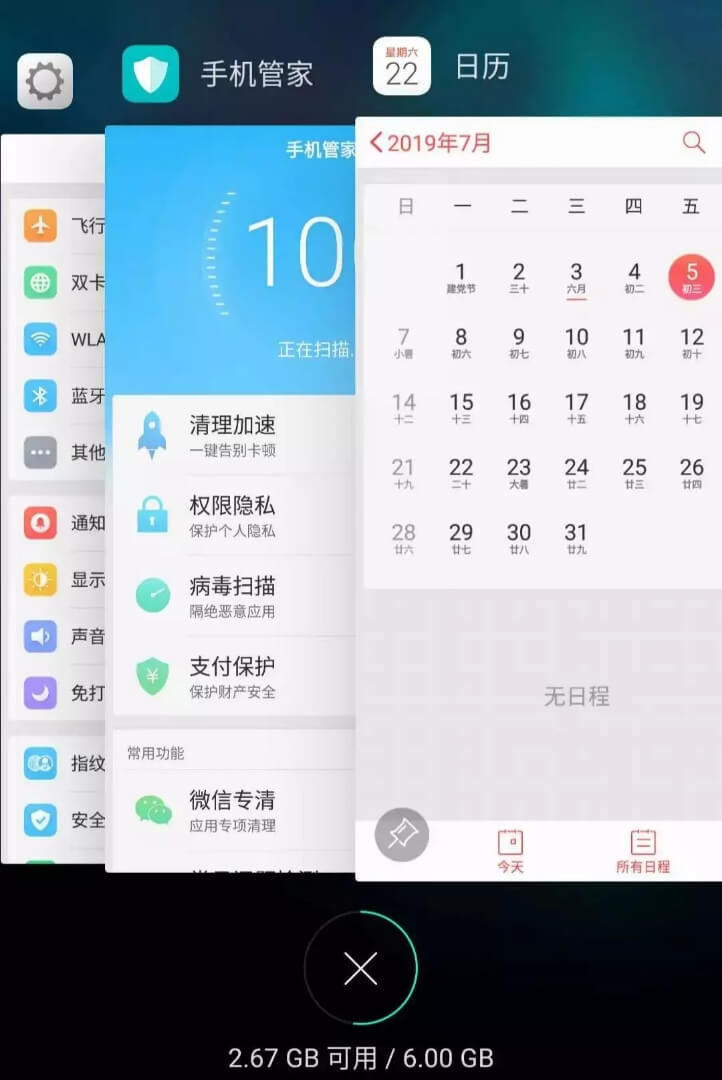 手机管家
星期六
22
日历
飞行
双卡
WLA
蓝牙
其他
通知
显示
声音
免打
指纹
安全
手机管家
10
正在扫描.
清理加速
一键告别卡顿
权限隐私
保护个人隐私
病毒扫描
隔绝恶意应用
支付保护
保护财产安全
常用功能
微信专清
应用专项清理
2019年7月
日 一 二 三 四 五
1 2 3 4 5
建党节 三十 六月 初二 初三
7 8 9 10 11 12
小暑 初六 初七 初八 初九 初十
14 15 16 17 18 19
十二 十三 十四 十五 十六 十七
21 22 23 24 25 26
十九 二十 大暑 廿二 廿三 廿四
28 29 30 31
廿六 廿七 廿八 廿九
无日程
今天 所有日程
2.67 GB 可用 / 6.00 GB